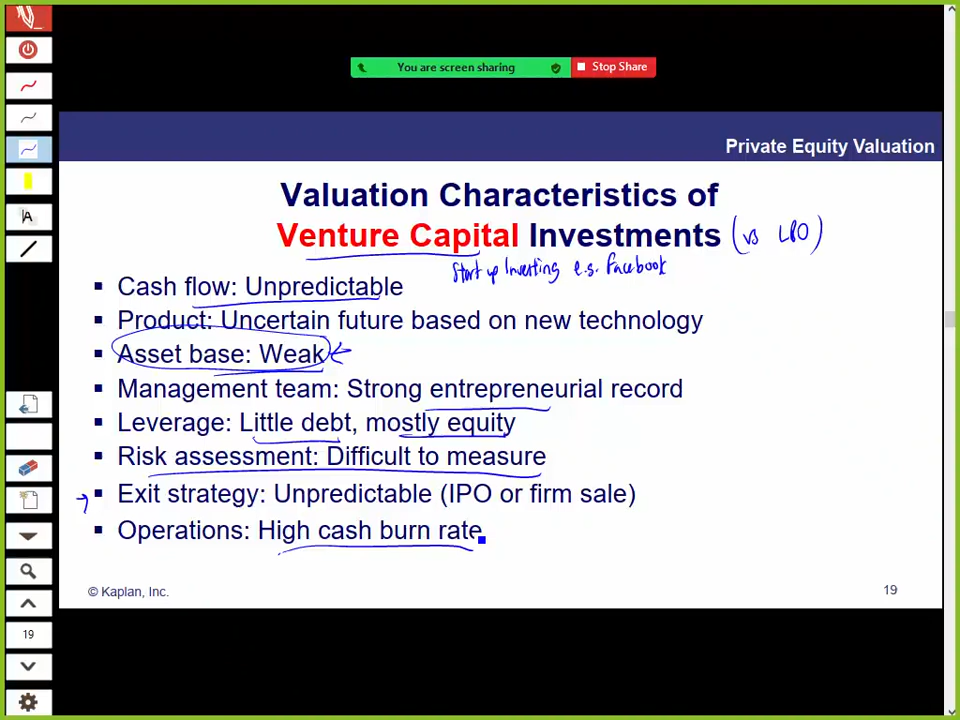 You are screen sharing
Stop Share
Private Equity Valuation
Valuation Characteristics of
Venture Capital Investments (vs LBO)
Start up Investing e.g. Facebook
▪ Cash flow: Unpredictable
▪ Product: Uncertain future based on new technology
▪ Asset base: Weak
▪ Management team: Strong entrepreneurial record
▪ Leverage: Little debt, mostly equity
▪ Risk assessment: Difficult to measure
▪ Exit strategy: Unpredictable (IPO or firm sale)
▪ Operations: High cash burn rate
© Kaplan, Inc.
19
A
19